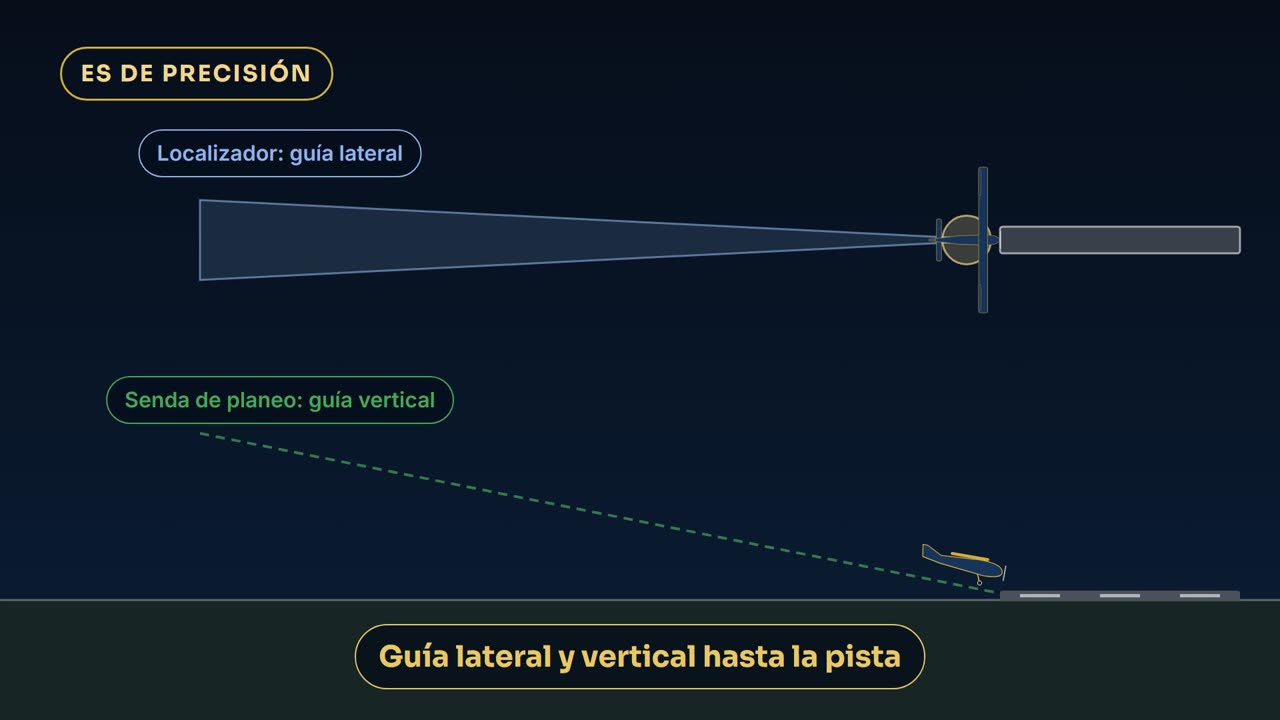 ES DE PRECISIÓN
Localizador: guía lateral
Senda de planeo: guía vertical
Guía lateral y vertical hasta la pista